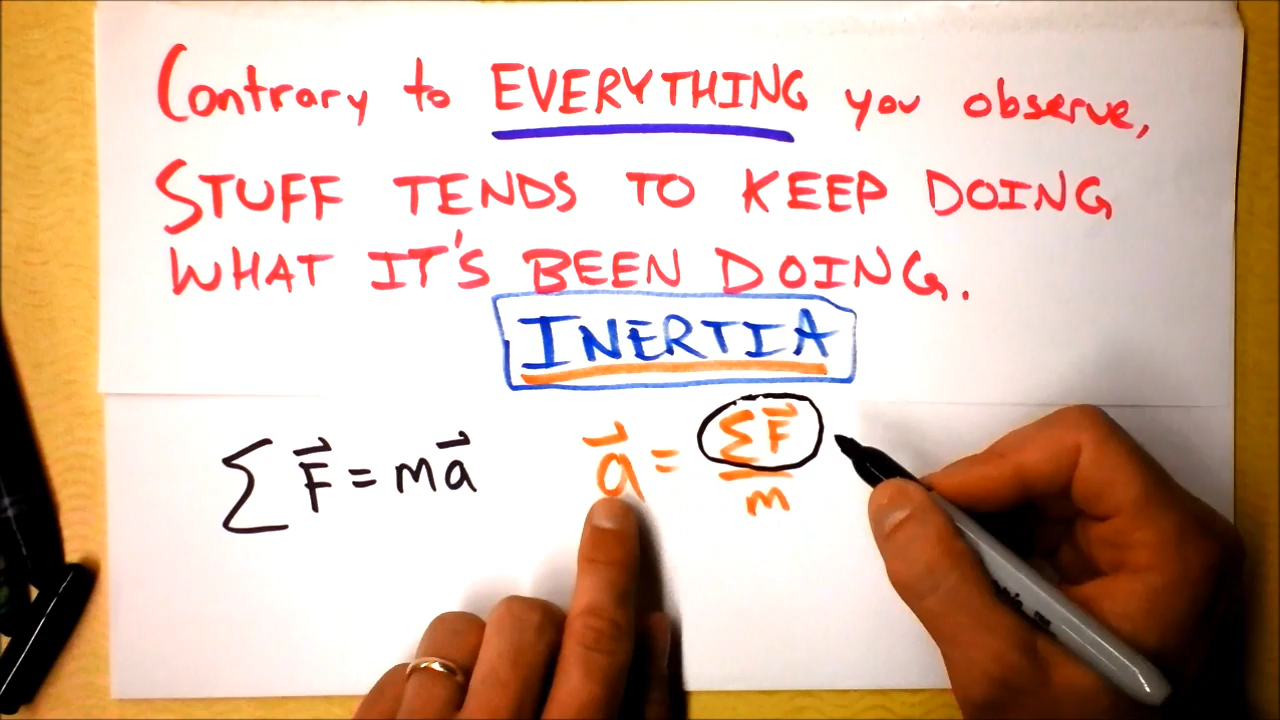 Contrary to EVERYTHING you observe,
STUFF TENDS TO KEEP DOING
WHAT IT'S BEEN DOING.
INERTIA
∑F⃗ = ma⃗
a⃗ = ∑F⃗/m